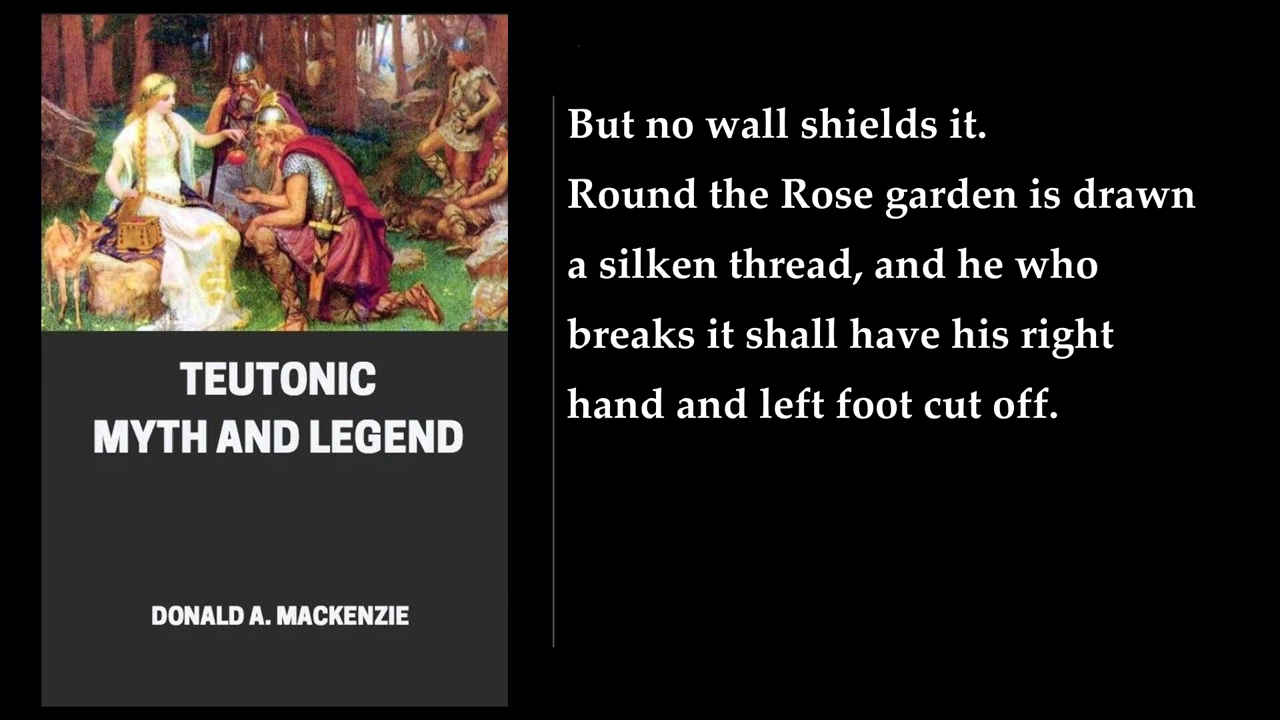 TEUTONIC
MYTH AND LEGEND
DONALD A. MACKENZIE
But no wall shields it.
Round the Rose garden is drawn
a silken thread, and he who
breaks it shall have his right
hand and left foot cut off.